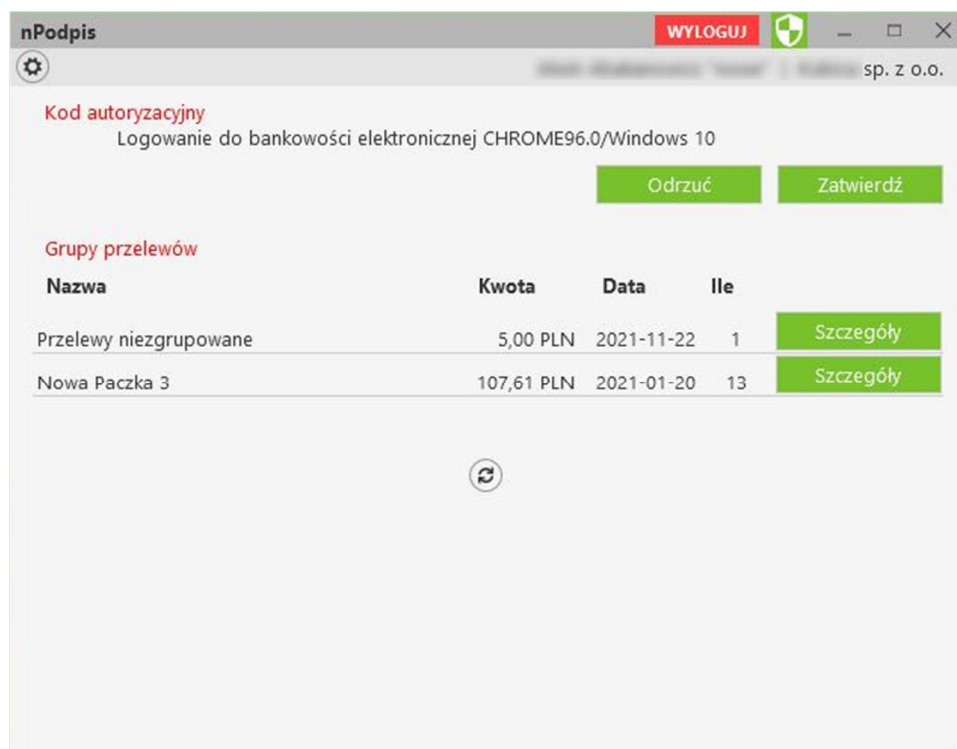 nPodpis WYLOGUJ
sp. z o.o.
Kod autoryzacyjny
Logowanie do bankowości elektronicznej CHROME96.0/Windows 10
Odrzuć Zatwierdź
Grupy przelewów
Nazwa Kwota Data Ile
Przelewy niezgrupowane 5,00 PLN 2021-11-22 1 Szczegóły
Nowa Paczka 3 107,61 PLN 2021-01-20 13 Szczegóły